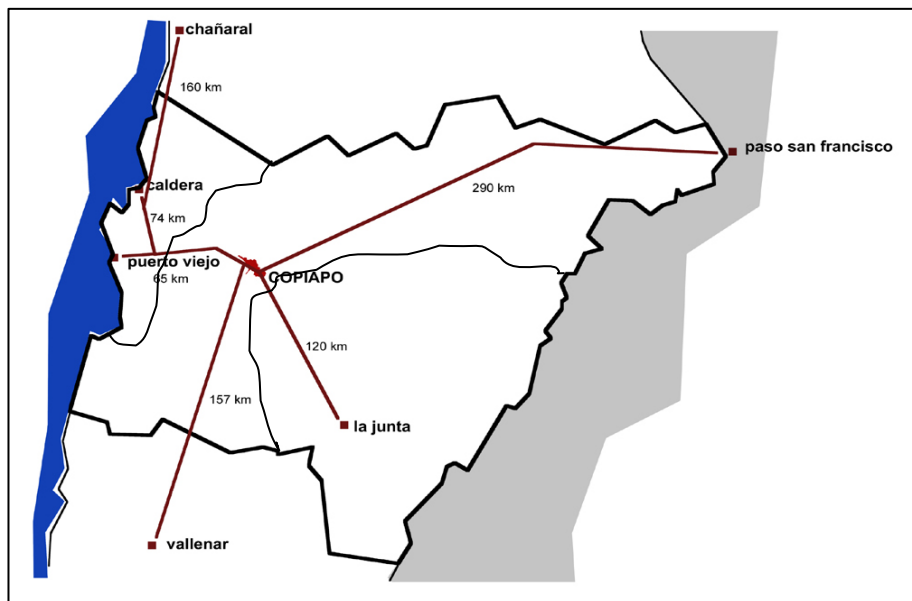 chañaral
160 km
paso san francisco
caldera
290 km
74 km
puerto viejo
65 km
COPIAPO
120 km
157 km
la junta
vallenar